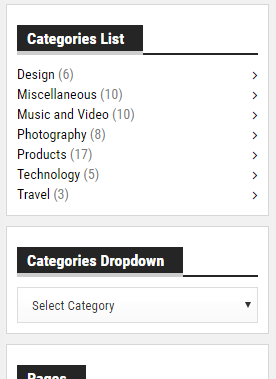 Categories List
Design (6)
Miscellaneous (10)
Music and Video (10)
Photography (8)
Products (17)
Technology (5)
Travel (3)
Categories Dropdown
Select Category
Pages